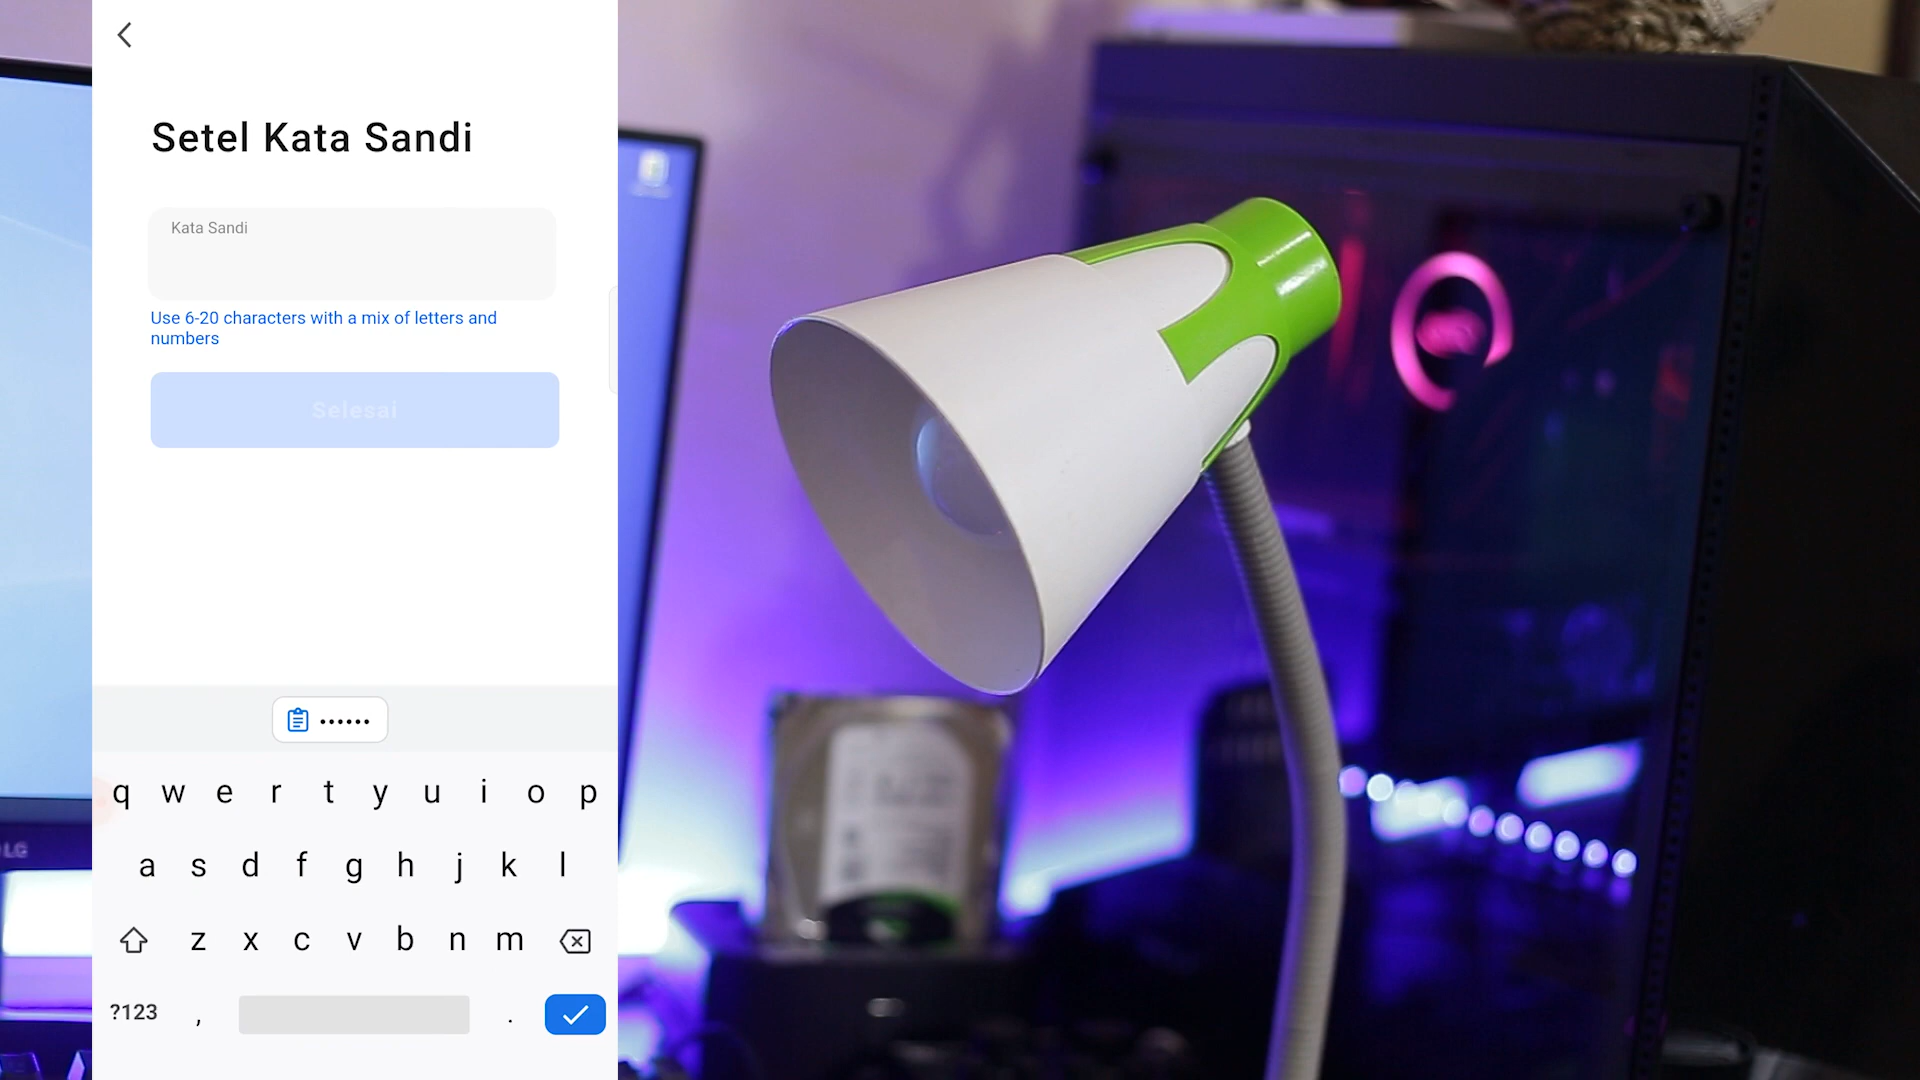 Setel Kata Sandi
Kata Sandi
Use 6-20 characters with a mix of letters and
numbers
Selesai
••••••
q w e r t y u i o p
a s d f g h j k l
z x c v b n m
?123 , .
LG